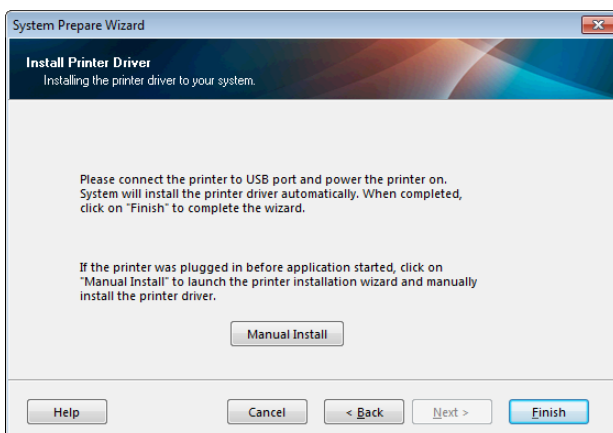 System Prepare Wizard
Install Printer Driver
Installing the printer driver to your system.
Please connect the printer to USB port and power the printer on.
System will install the printer driver automatically. When completed,
click on "Finish" to complete the wizard.
If the printer was plugged in before application started, click on
"Manual Install" to launch the printer installation wizard and manually
install the printer driver.
Manual Install
Help Cancel < Back Next > Finish